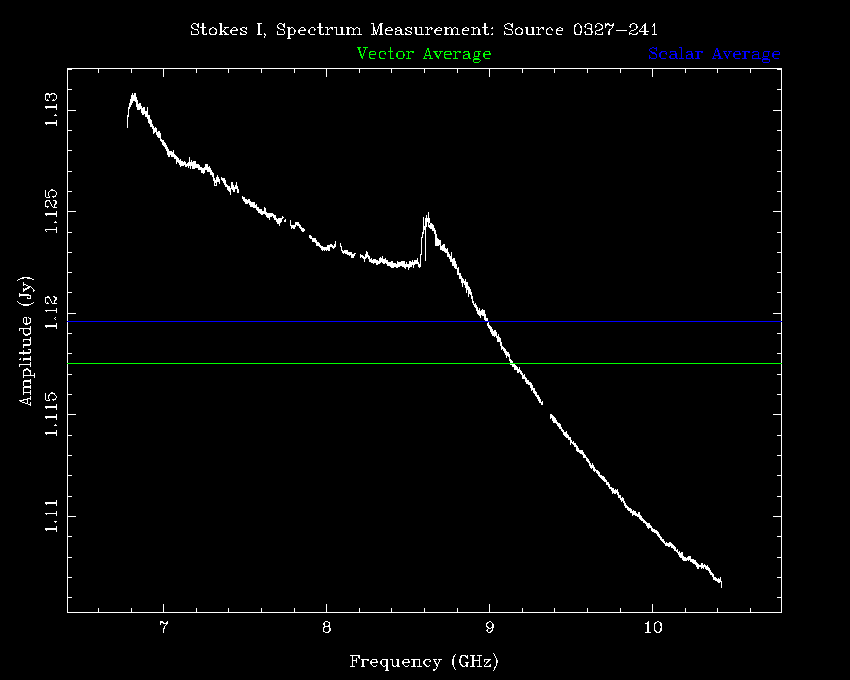 Stokes I, Spectrum Measurement: Source 0327−241
Vector Average Scalar Average
1.13
1.125
1.12
1.115
1.11
Amplitude (Jy)
7 8 9 10
Frequency (GHz)